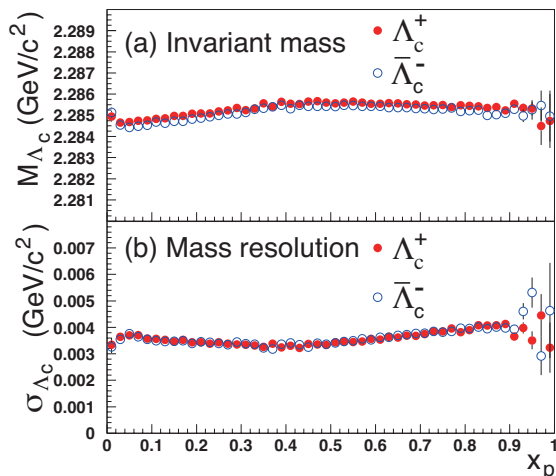 M_Λc (GeV/c²)
2.289
2.288
2.287
2.286
2.285
2.284
2.283
2.282
2.281
(a) Invariant mass
Λc⁺
Λ̄c⁻
σ_Λc (GeV/c²)
0.007
0.006
0.005
0.004
0.003
0.002
0.001
0
(b) Mass resolution
Λc⁺
Λ̄c⁻
0 0.1 0.2 0.3 0.4 0.5 0.6 0.7 0.8 0.9 1
x_p